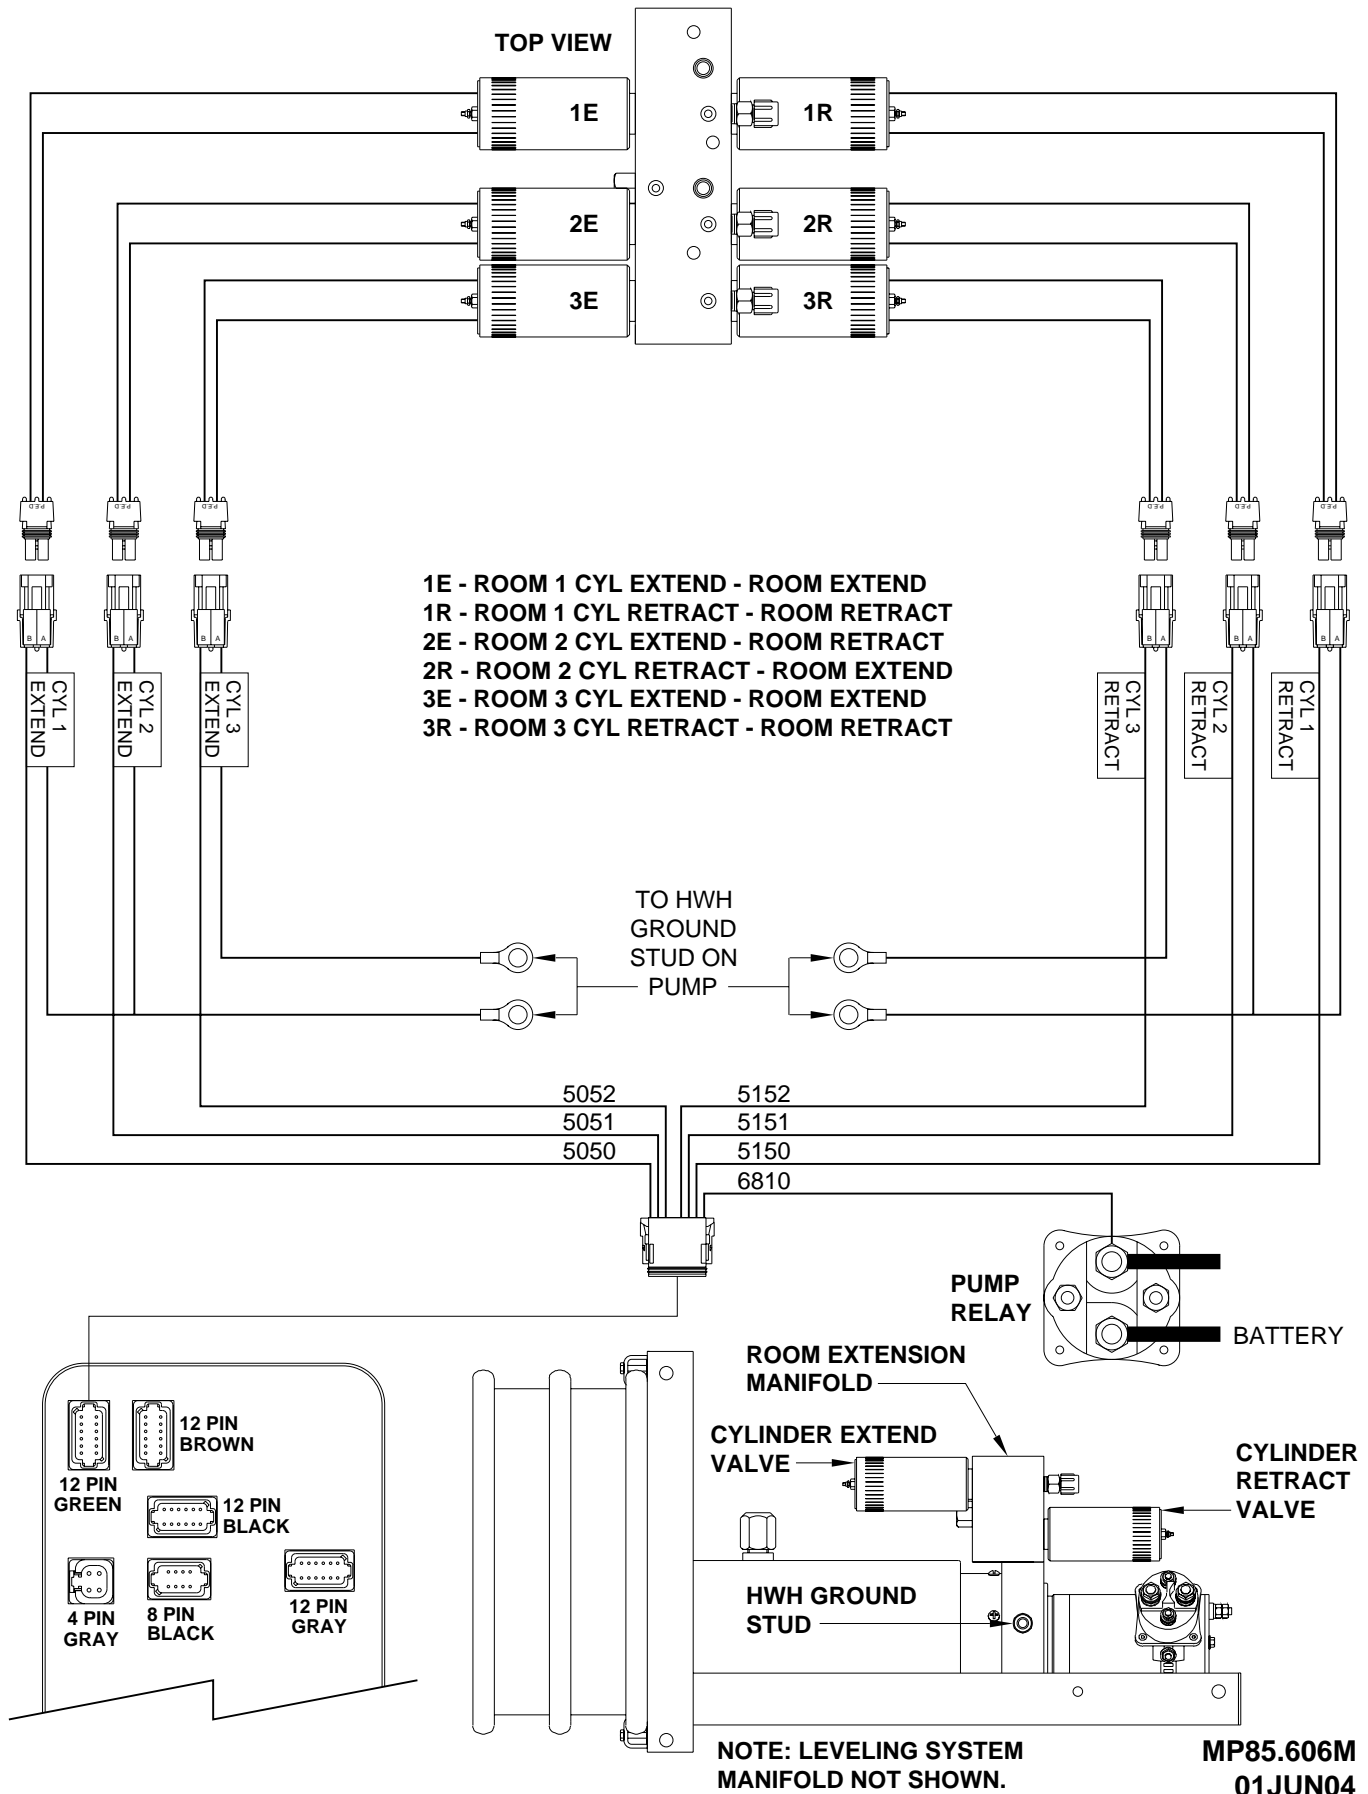 TOP VIEW
1E
1R
2E
2R
3E
3R
P.E.D
P.E.D
P.E.D
P.E.D
P.E.D
P.E.D
1E - ROOM 1 CYL EXTEND - ROOM EXTEND
1R - ROOM 1 CYL RETRACT - ROOM RETRACT
2E - ROOM 2 CYL EXTEND - ROOM RETRACT
2R - ROOM 2 CYL RETRACT - ROOM EXTEND
3E - ROOM 3 CYL EXTEND - ROOM EXTEND
3R - ROOM 3 CYL RETRACT - ROOM RETRACT
B A
B A
B A
B A
B A
B A
CYL 1
EXTEND
CYL 2
EXTEND
CYL 3
EXTEND
CYL 3
RETRACT
CYL 2
RETRACT
CYL 1
RETRACT
TO HWH
GROUND
STUD ON
PUMP
5052
5152
5051
5151
5050
5150
6810
PUMP
RELAY
BATTERY
ROOM EXTENSION
MANIFOLD
CYLINDER EXTEND
VALVE
CYLINDER
RETRACT
VALVE
12 PIN
BROWN
12 PIN
GREEN
12 PIN
BLACK
4 PIN
GRAY
8 PIN
BLACK
12 PIN
GRAY
HWH GROUND
STUD
NOTE: LEVELING SYSTEM
MANIFOLD NOT SHOWN.
MP85.606M
01JUN04